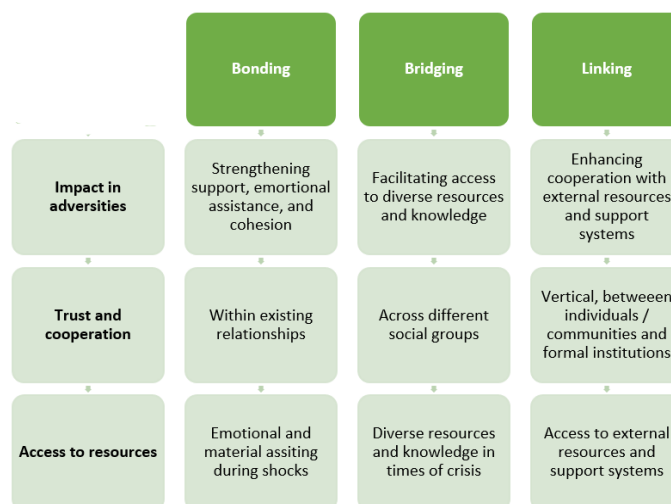 Bonding
Bridging
Linking
Impact in
adversities
Strengthening
support, emortional
assistance, and
cohesion
Facilitating access
to diverse resources
and knowledge
Enhancing
cooperation with
external resources
and support
systems
Trust and
cooperation
Within existing
relationships
Across different
social groups
Vertical, betweeen
individuals /
communities and
formal institutions
Access to resources
Emotional and
material assiting
during shocks
Diverse resources
and knowledge in
times of crisis
Access to external
resources and
support systems